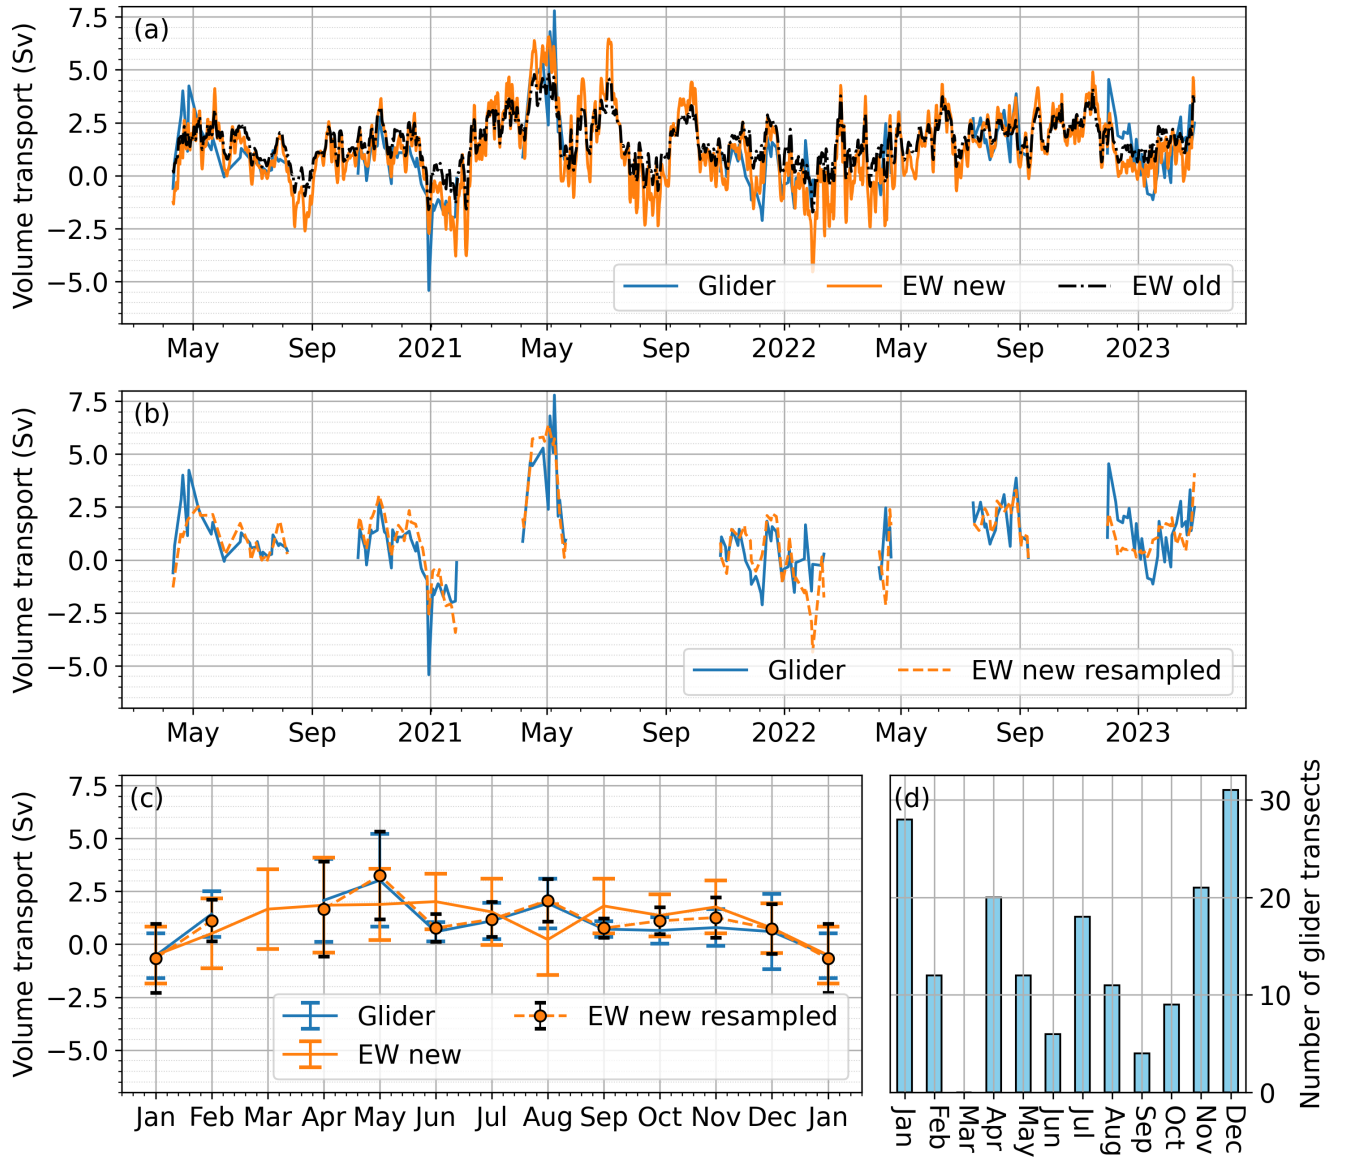 (a)
Volume transport (Sv)
7.5
5.0
2.5
0.0
−2.5
−5.0
Glider EW new EW old
May Sep 2021 May Sep 2022 May Sep 2023
(b)
Volume transport (Sv)
7.5
5.0
2.5
0.0
−2.5
−5.0
Glider EW new resampled
May Sep 2021 May Sep 2022 May Sep 2023
(c)
Volume transport (Sv)
7.5
5.0
2.5
0.0
−2.5
−5.0
Glider EW new resampled
EW new
Jan Feb Mar Apr May Jun Jul Aug Sep Oct Nov Dec Jan
(d)
30
20
10
0
Number of glider transects
Jan Feb Mar Apr May Jun Jul Aug Sep Oct Nov Dec